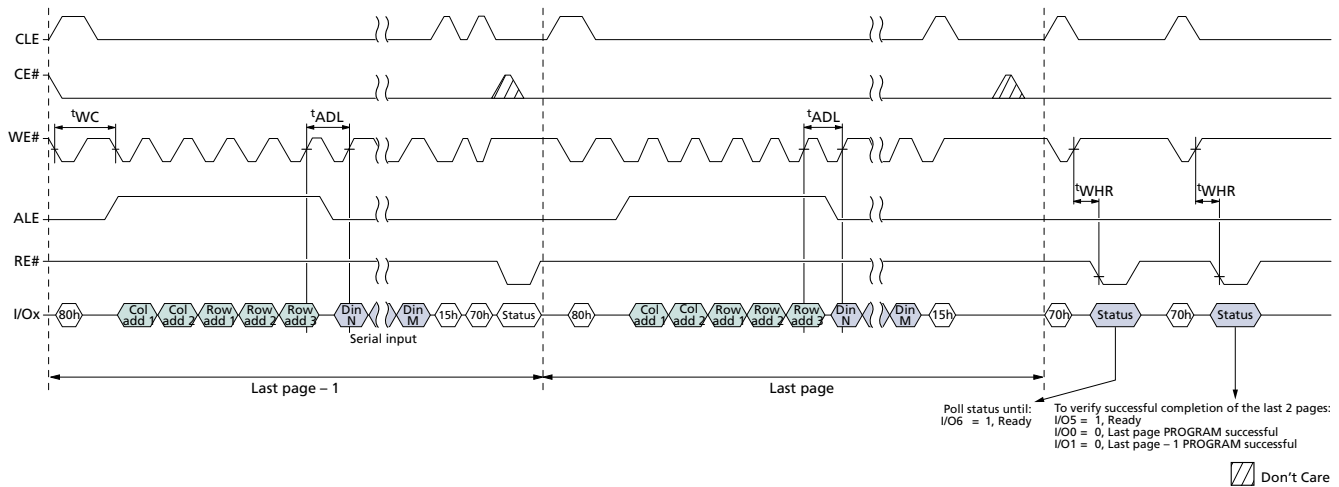 CLE
CE#
tWC
tADL
tADL
WE#
tWHR
tWHR
ALE
RE#
I/Ox
80h
Col add 1
Col add 2
Row add 1
Row add 2
Row add 3
Din N
Din M
15h
70h
Status
80h
Col add 1
Col add 2
Row add 1
Row add 2
Row add 3
Din N
Din M
15h
70h
Status
70h
Status
Serial input
Last page – 1
Last page
Poll status until:
I/O6 = 1, Ready
To verify successful completion of the last 2 pages:
I/O5 = 1, Ready
I/O0 = 0, Last page PROGRAM successful
I/O1 = 0, Last page – 1 PROGRAM successful
Don't Care